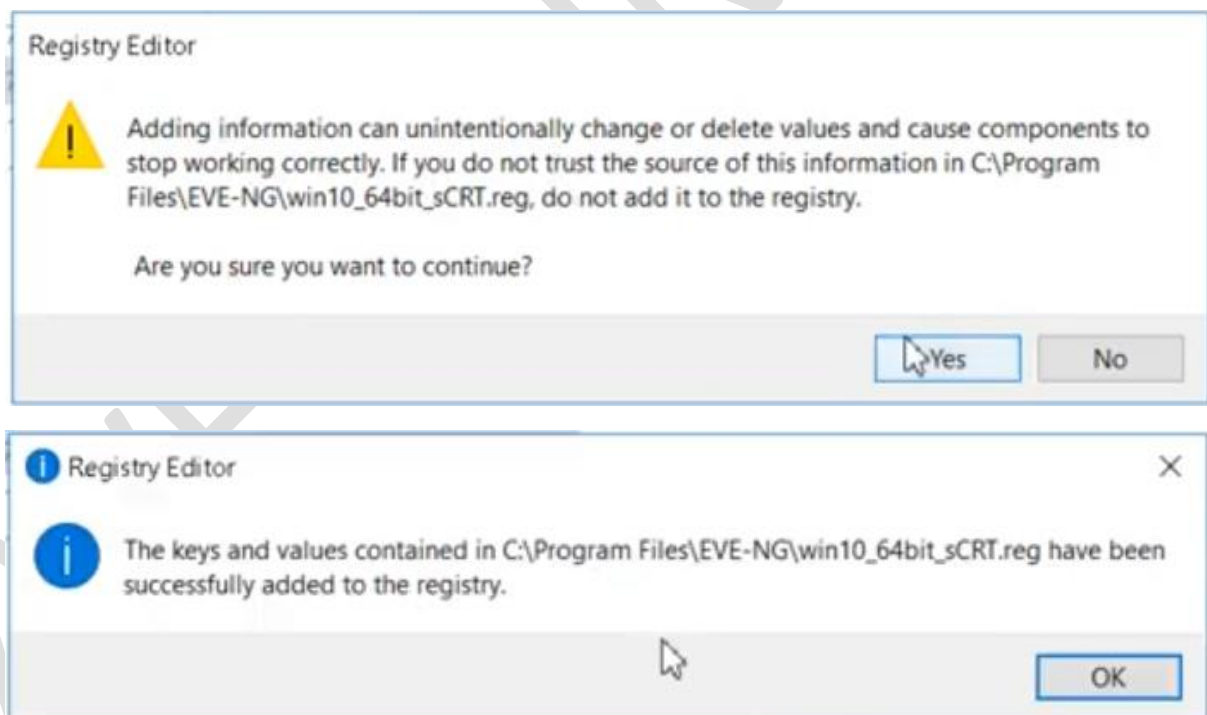 Registry Editor
Adding information can unintentionally change or delete values and cause components to
stop working correctly. If you do not trust the source of this information in C:\Program
Files\EVE-NG\win10_64bit_sCRT.reg, do not add it to the registry.
Are you sure you want to continue?
Yes No
Registry Editor
The keys and values contained in C:\Program Files\EVE-NG\win10_64bit_sCRT.reg have been
successfully added to the registry.
OK